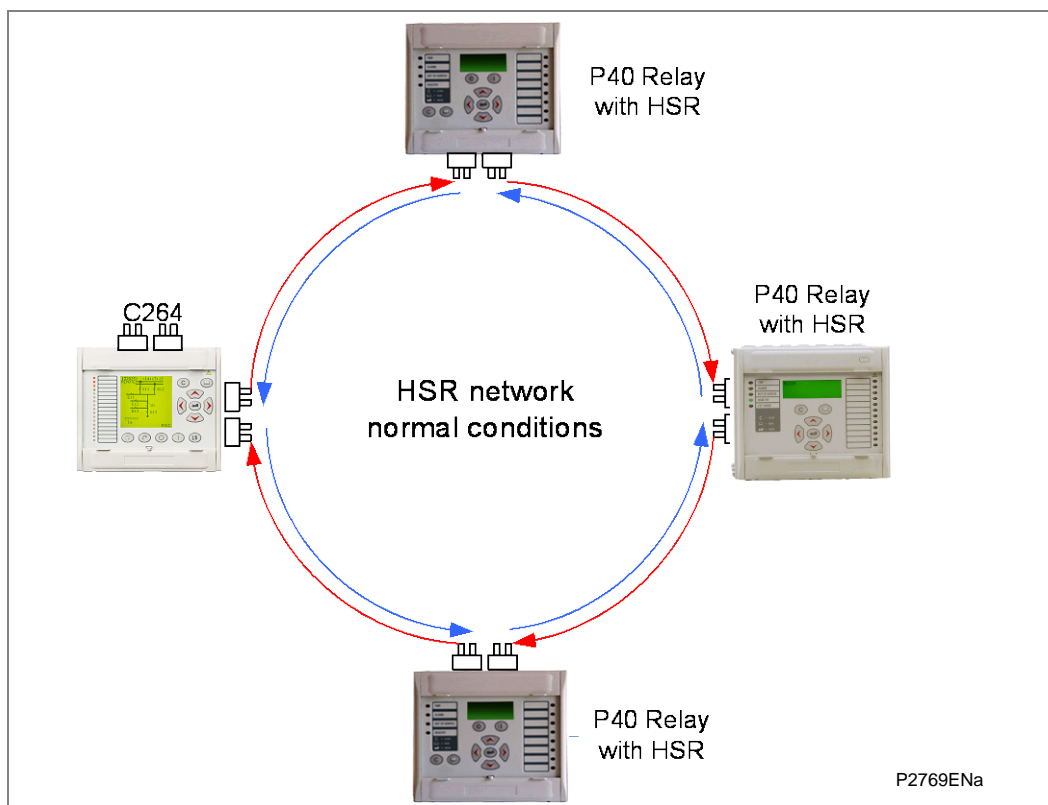 P40 Relay
with HSR
P40 Relay
with HSR
C264
HSR network
normal conditions
P40 Relay
with HSR
P2769ENa